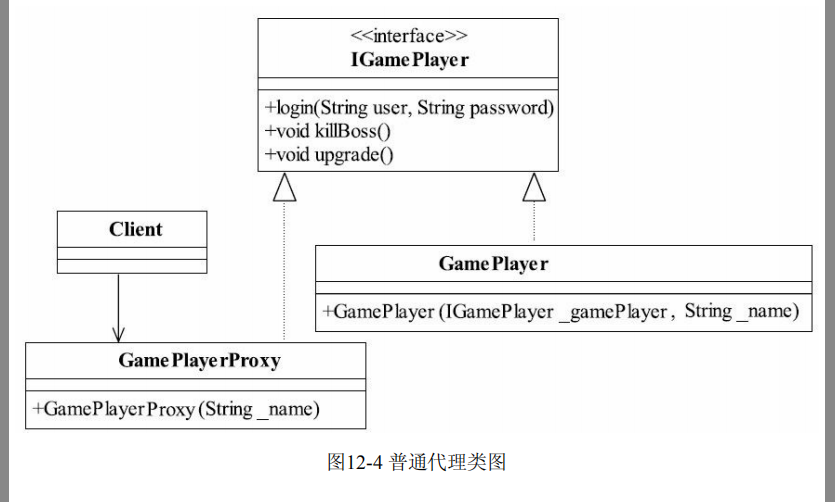 <<interface>>
IGamePlayer
+login(String user, String password)
+void killBoss()
+void upgrade()
Client
GamePlayer
+GamePlayer(IGamePlayer _gamePlayer, String _name)
GamePlayerProxy
+GamePlayerProxy(String _name)
图12-4 普通代理类图